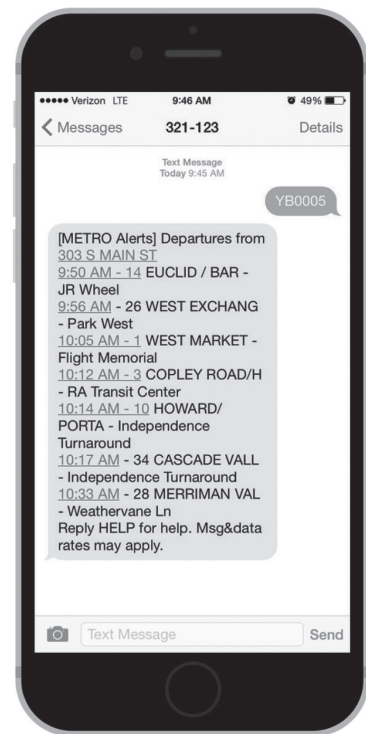 Verizon LTE 9:46 AM 49%
Messages 321-123 Details
Text Message
Today 9:45 AM
YB0005
[METRO Alerts] Departures from
303 S MAIN ST
9:50 AM - 14 EUCLID / BAR -
JR Wheel
9:56 AM - 26 WEST EXCHANG
- Park West
10:05 AM - 1 WEST MARKET -
Flight Memorial
10:12 AM - 3 COPLEY ROAD/H
- RA Transit Center
10:14 AM - 10 HOWARD/
PORTA - Independence
Turnaround
10:17 AM - 34 CASCADE VALL
- Independence Turnaround
10:33 AM - 28 MERRIMAN VAL
- Weathervane Ln
Reply HELP for help. Msg&data
rates may apply.
Text Message Send